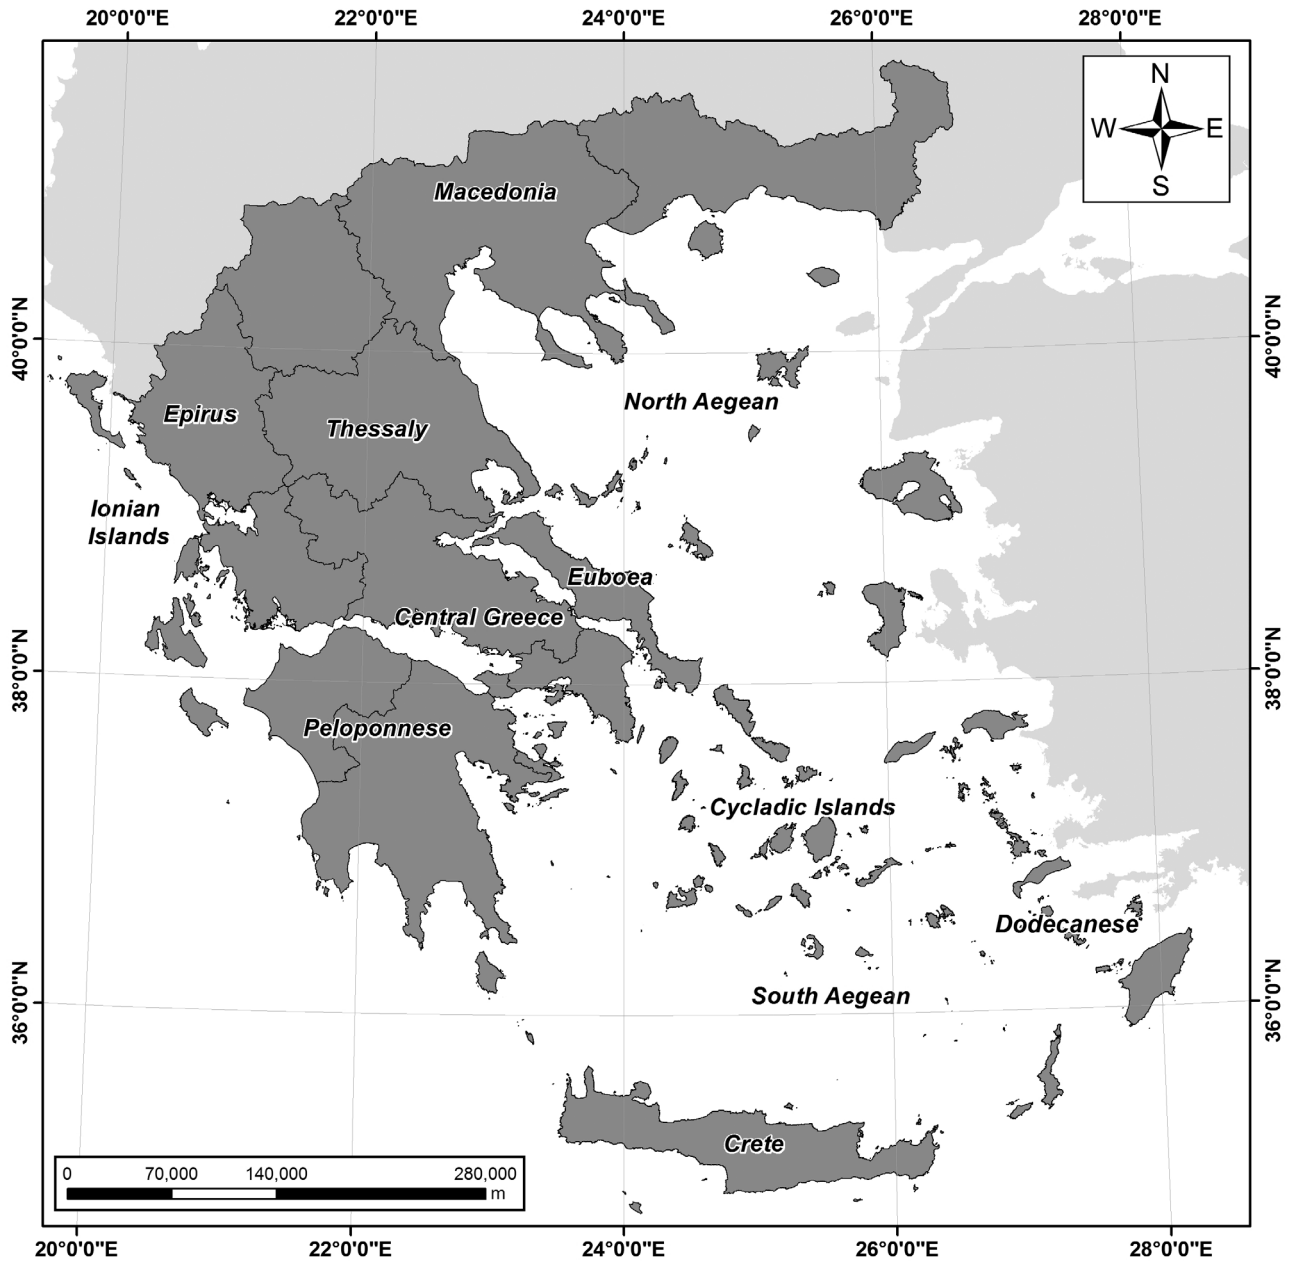 20°0'0"E 22°0'0"E 24°0'0"E 26°0'0"E 28°0'0"E
N
W E
S
Macedonia
40°0'0"N 40°0'0"N
North Aegean
Epirus
Thessaly
Ionian
Islands
Euboea
Central Greece
38°0'0"N 38°0'0"N
Peloponnese
Cycladic Islands
Dodecanese
South Aegean
36°0'0"N 36°0'0"N
Crete
0 70,000 140,000 280,000
m
20°0'0"E 22°0'0"E 24°0'0"E 26°0'0"E 28°0'0"E